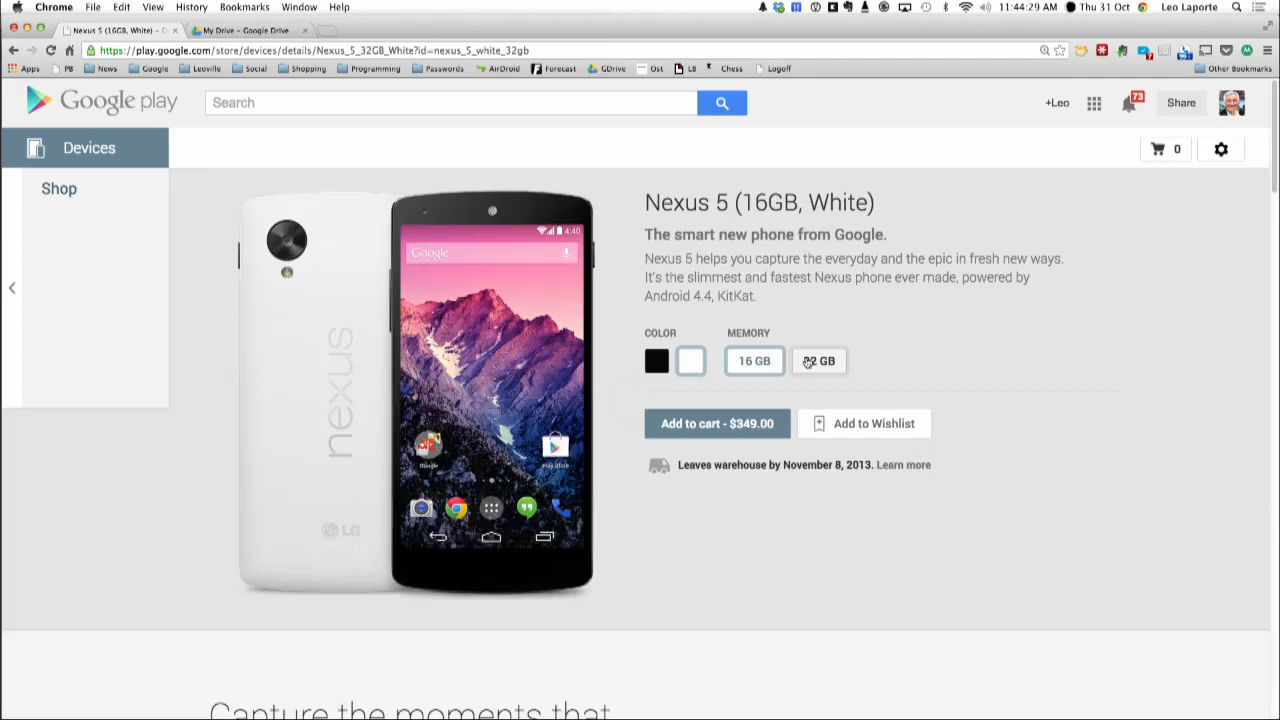 Chrome File Edit View History Bookmarks Window Help 11:44:29 AM Thu 31 Oct Leo Laporte
Nexus 5 (16GB, White) – D My Drive – Google Drive
https://play.google.com/store/devices/details/Nexus_5_32GB_White?id=nexus_5_white_32gb
Apps PB News Google Leoville Social Shopping Programming Passwords AirDroid Forecast GDrive Ost LB Chess Logoff Other Bookmarks
Google play Search +Leo 73 Share
Devices 0
Shop
Nexus 5 (16GB, White)
The smart new phone from Google.
Nexus 5 helps you capture the everyday and the epic in fresh new ways.
It's the slimmest and fastest Nexus phone ever made, powered by
Android 4.4, KitKat.
COLOR MEMORY
16 GB 32 GB
Add to cart - $349.00 Add to Wishlist
Leaves warehouse by November 8, 2013. Learn more
nexus
LG
4:40
Google
Google Play Store
Capture the moments that